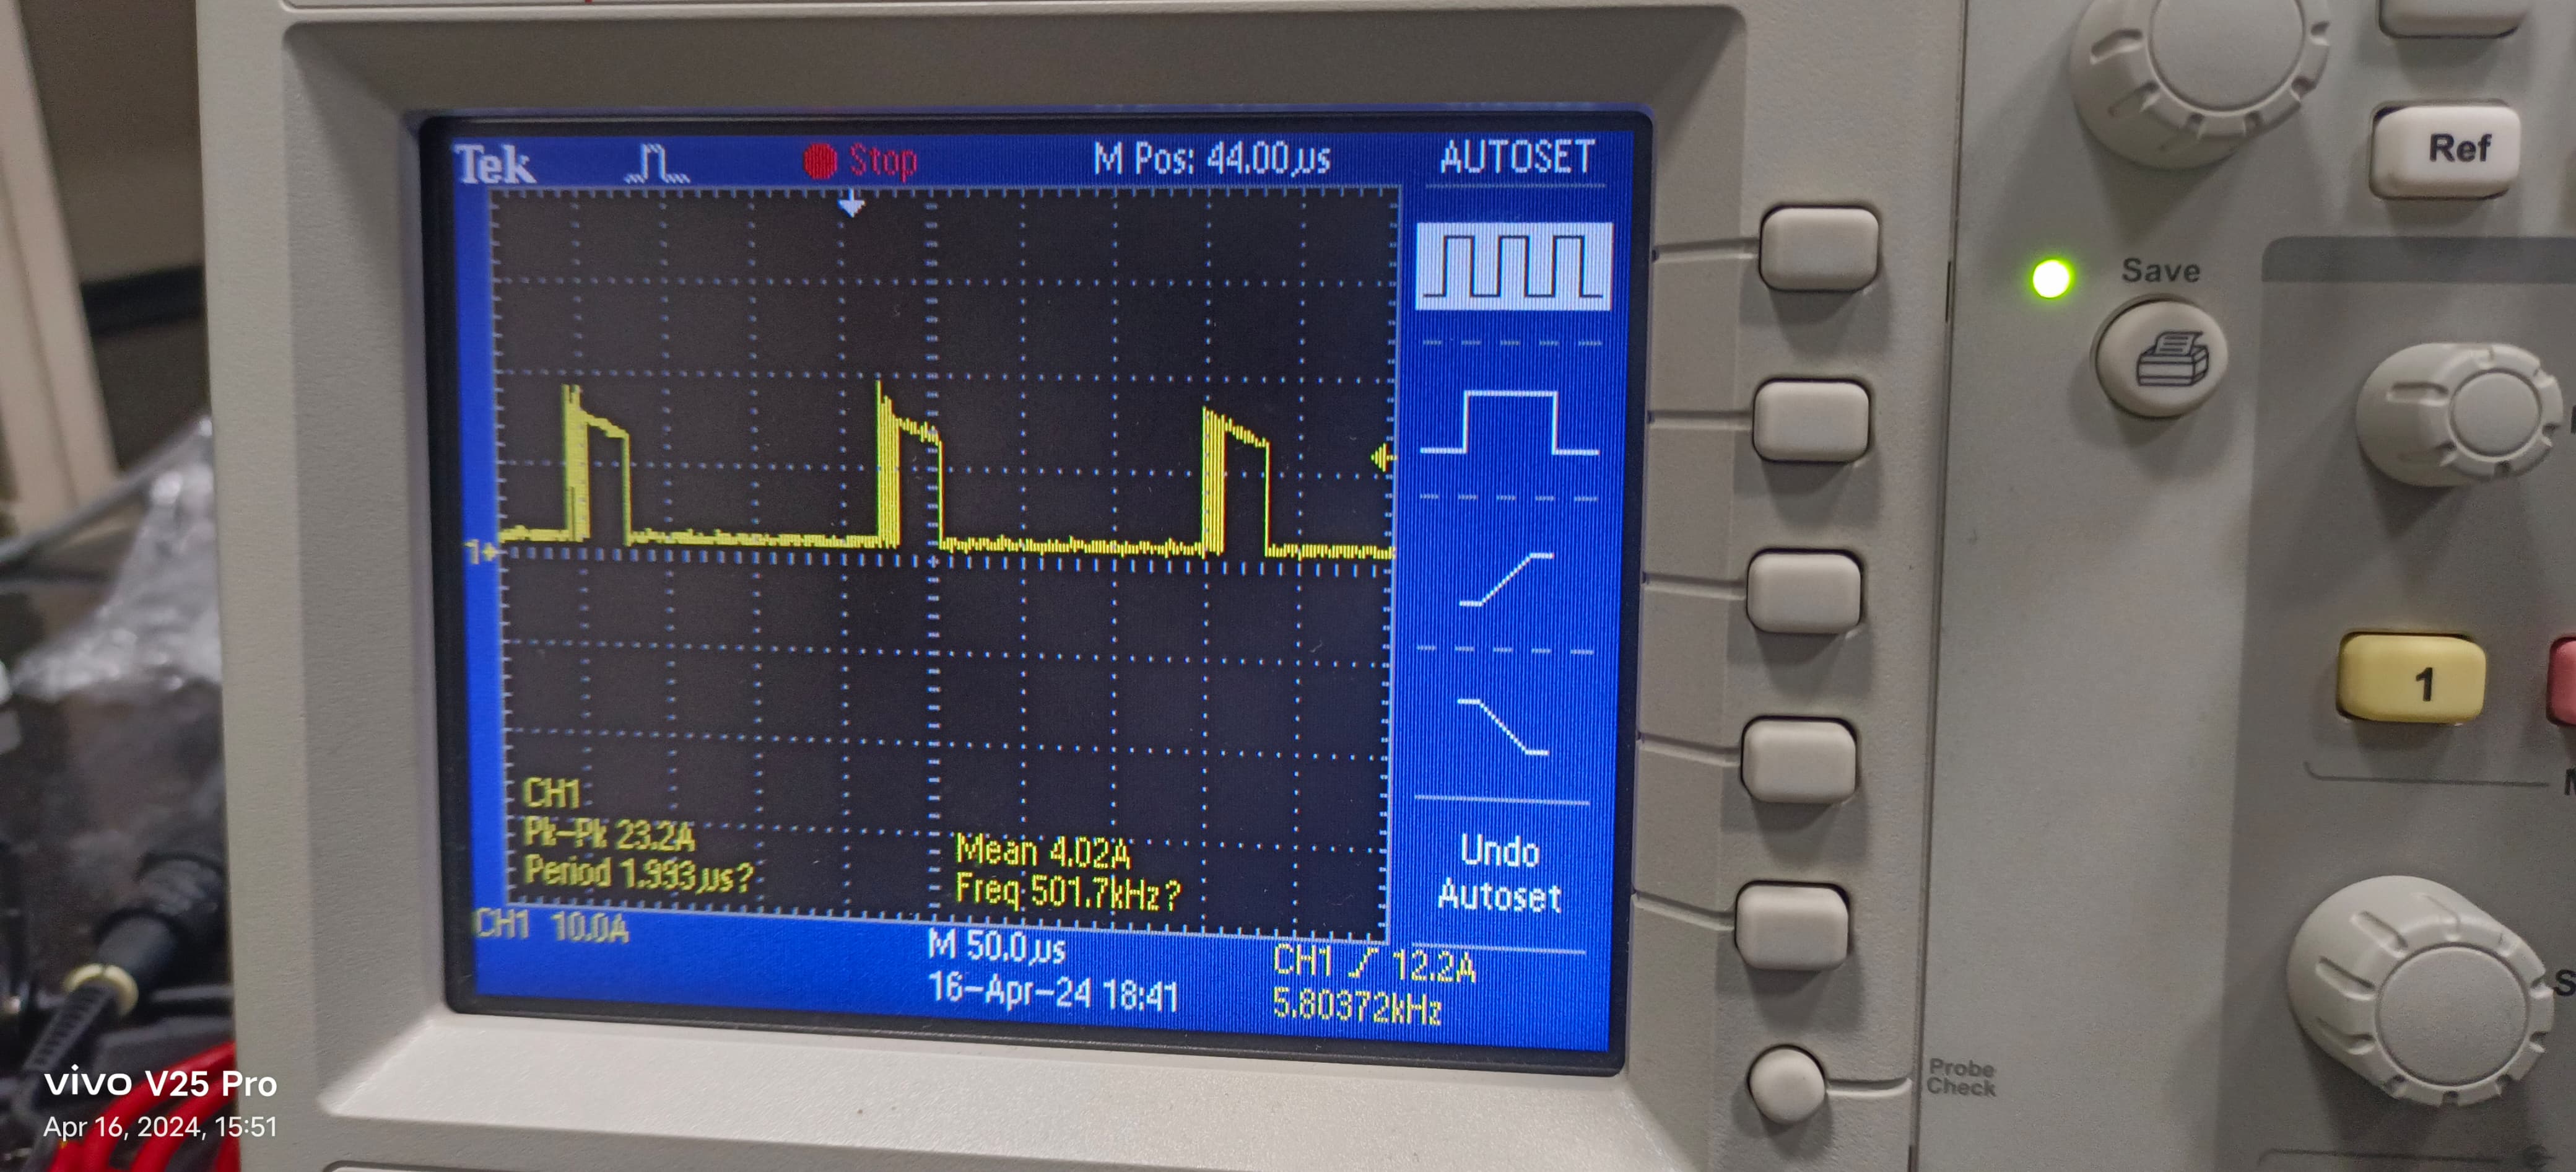 Tek
Stop
M Pos: 44.00µs
AUTOSET
Ref
Save
1
1
CH1
Pk-Pk 23.2A
Period 1.993µs?
Mean 4.02A
Freq 501.7kHz?
Undo
Autoset
CH1 10.0A
M 50.0µs
16-Apr-24 18:41
CH1 12.2A
5.80372kHz
Probe
Check
vivo V25 Pro
Apr 16, 2024, 15:51